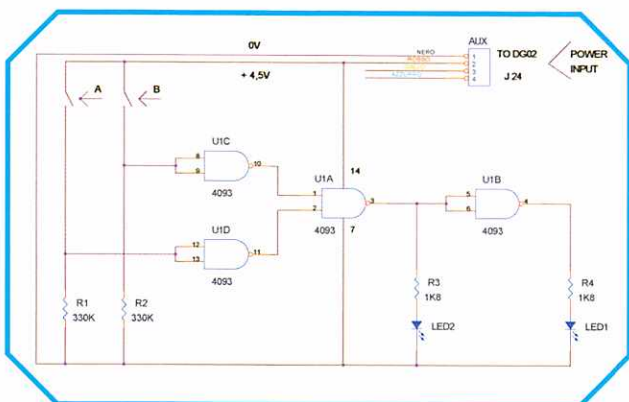 AUX
0V
NERO
1
TO DG02
POWER
ROSSO
2
3
INPUT
+ 4,5V
4
J 24
A
B
U1C
8
10
9
4093
U1A
14
1
3
2
4093
7
U1B
5
4
6
4093
U1D
12
11
13
4093
R1
330K
R2
330K
R3
1K8
R4
1K8
LED2
LED1